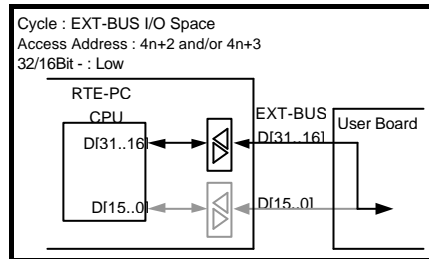 Cycle : EXT-BUS I/O Space
Access Address : 4n+2 and/or 4n+3
32/16Bit - : Low
RTE-PC
CPU
EXT-BUS
User Board
D[31..16]
D[31..16]
D[15..0]
D[15..0]